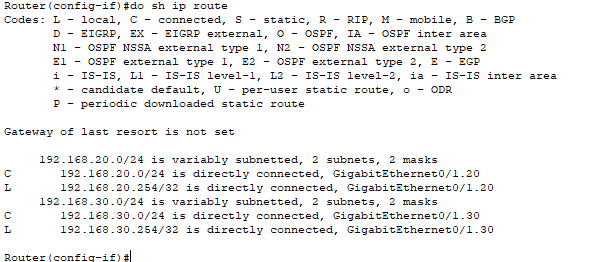 Router(config-if)#do sh ip route
Codes: L - local, C - connected, S - static, R - RIP, M - mobile, B - BGP
D - EIGRP, EX - EIGRP external, O - OSPF, IA - OSPF inter area
N1 - OSPF NSSA external type 1, N2 - OSPF NSSA external type 2
E1 - OSPF external type 1, E2 - OSPF external type 2, E - EGP
i - IS-IS, L1 - IS-IS level-1, L2 - IS-IS level-2, ia - IS-IS inter area
* - candidate default, U - per-user static route, o - ODR
P - periodic downloaded static route
Gateway of last resort is not set
192.168.20.0/24 is variably subnetted, 2 subnets, 2 masks
C 192.168.20.0/24 is directly connected, GigabitEthernet0/1.20
L 192.168.20.254/32 is directly connected, GigabitEthernet0/1.20
192.168.30.0/24 is variably subnetted, 2 subnets, 2 masks
C 192.168.30.0/24 is directly connected, GigabitEthernet0/1.30
L 192.168.30.254/32 is directly connected, GigabitEthernet0/1.30
Router(config-if)#